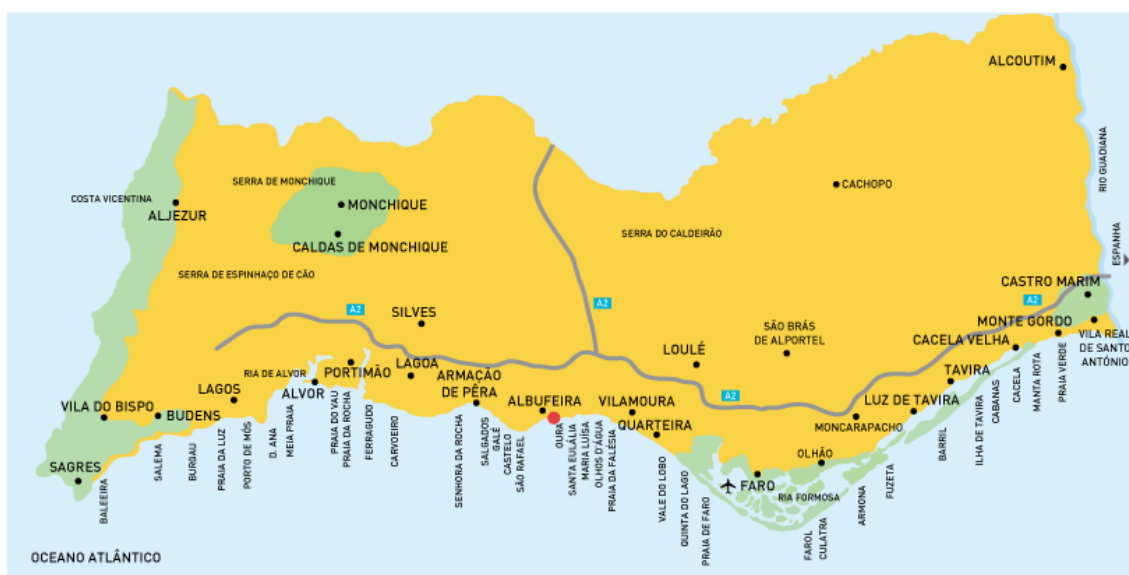 ALCOUTIM
RIO GUADIANA
CACHOPO
SERRA DE MONCHIQUE
COSTA VICENTINA
MONCHIQUE
ALJEZUR
SERRA DO CALDEIRÃO
CALDAS DE MONCHIQUE
ESPANHA
SERRA DE ESPINHAÇO DE CÃO
CASTRO MARIM
A2
A2
A2
SILVES
MONTE GORDO
SÃO BRÁS
DE ALPORTEL
CACELA VELHA
VILA REAL
DE SANTO
ANTÓNIO
LOULÉ
LAGOA
PORTIMÃO
RIA DE ALVOR
ARMAÇÃO
DE PÊRA
TAVIRA
LAGOS
ALVOR
A2
ALBUFEIRA
VILAMOURA
LUZ DE TAVIRA
VILA DO BISPO
BUDENS
QUARTEIRA
MONCARAPACHO
OLHÃO
SAGRES
FARO
RIA FORMOSA
BALEEIRA
SALEMA
BURGAU
PRAIA DA LUZ
PORTO DE MÓS
D. ANA
MEIA PRAIA
PRAIA DO VAU
PRAIA DA ROCHA
FERRAGUDO
CARVOEIRO
SENHORA DA ROCHA
SALGADOS
GALÉ
CASTELO
SÃO RAFAEL
OURA
SANTA EULÁLIA
MARIA LUÍSA
OLHOS D'ÁGUA
PRAIA DA FALÉSIA
VALE DO LOBO
QUINTA DO LAGO
PRAIA DE FARO
FAROL
CULATRA
ARMONA
FUZETA
BARRIL
ILHA DE TAVIRA
CABANAS
CACELA
MANTA ROTA
PRAIA VERDE
OCEANO ATLÂNTICO